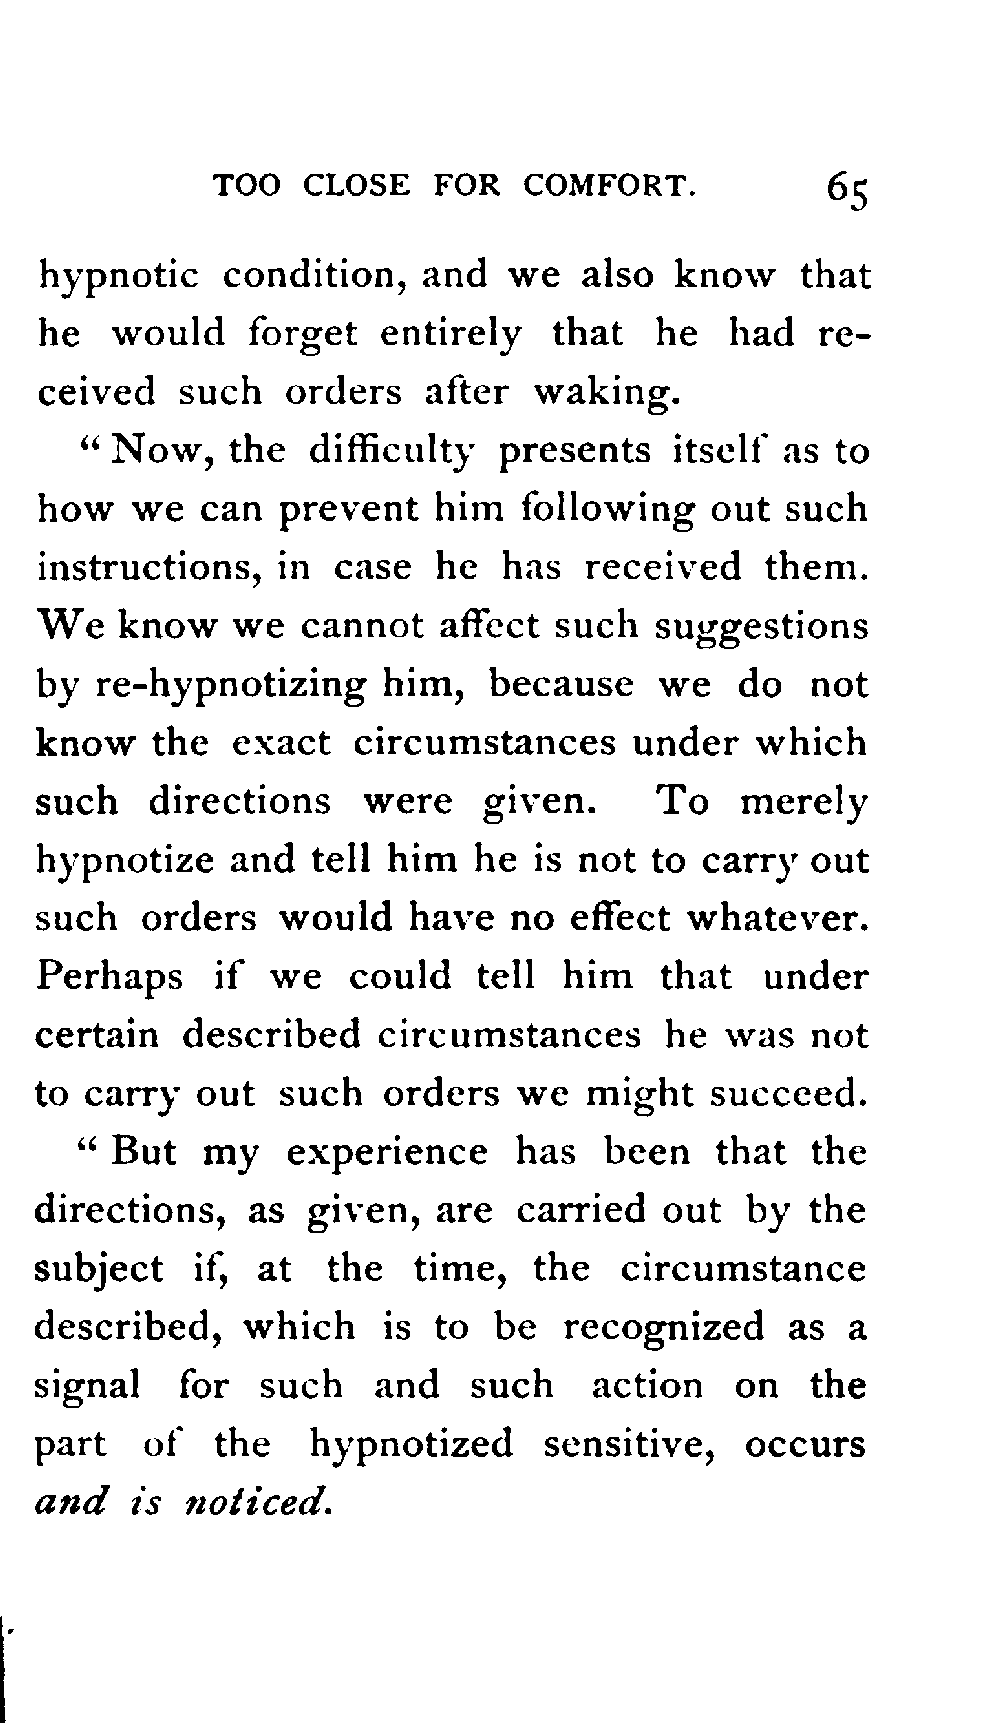 TOO CLOSE FOR COMFORT. 65
hypnotic condition, and we also know that
he would forget entirely that he had re-
ceived such orders after waking.
“ Now, the difficulty presents itself as to
how we can prevent him following out such
instructions, in case he has received them.
We know we cannot affect such suggestions
by re-hypnotizing him, because we do not
know the exact circumstances under which
such directions were given. To merely
hypnotize and tell him he is not to carry out
such orders would have no effect whatever.
Perhaps if we could tell him that under
certain described circumstances he was not
to carry out such orders we might succeed.
“ But my experience has been that the
directions, as given, are carried out by the
subject if, at the time, the circumstance
described, which is to be recognized as a
signal for such and such action on the
part of the hypnotized sensitive, occurs
and is noticed.